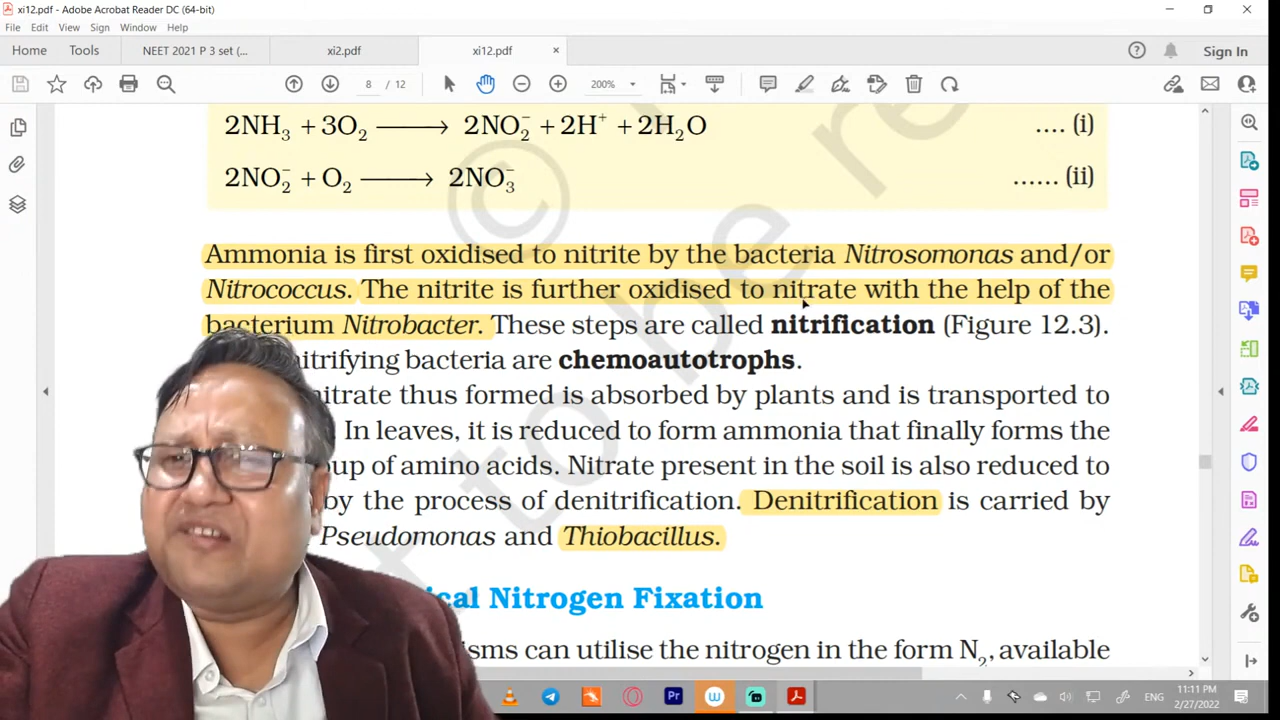 xi12.pdf - Adobe Acrobat Reader DC (64-bit)
File Edit View Sign Window Help
Home Tools NEET 2021 P 3 set (... xi2.pdf xi12.pdf × Sign In
8 / 12 200%
2NH₃ + 3O₂ ⟶ 2NO₂⁻ + 2H⁺ + 2H₂O .... (i)
2NO₂⁻ + O₂ ⟶ 2NO₃⁻ ...... (ii)
Ammonia is first oxidised to nitrite by the bacteria Nitrosomonas and/or
Nitrococcus. The nitrite is further oxidised to nitrate with the help of the
bacterium Nitrobacter. These steps are called nitrification (Figure 12.3).
nitrifying bacteria are chemoautotrophs.
nitrate thus formed is absorbed by plants and is transported to
In leaves, it is reduced to form ammonia that finally forms the
oup of amino acids. Nitrate present in the soil is also reduced to
by the process of denitrification. Denitrification is carried by
Pseudomonas and Thiobacillus.
ical Nitrogen Fixation
isms can utilise the nitrogen in the form N₂, available
© to be re
W Pr ENG 11:11 PM
2/27/2022